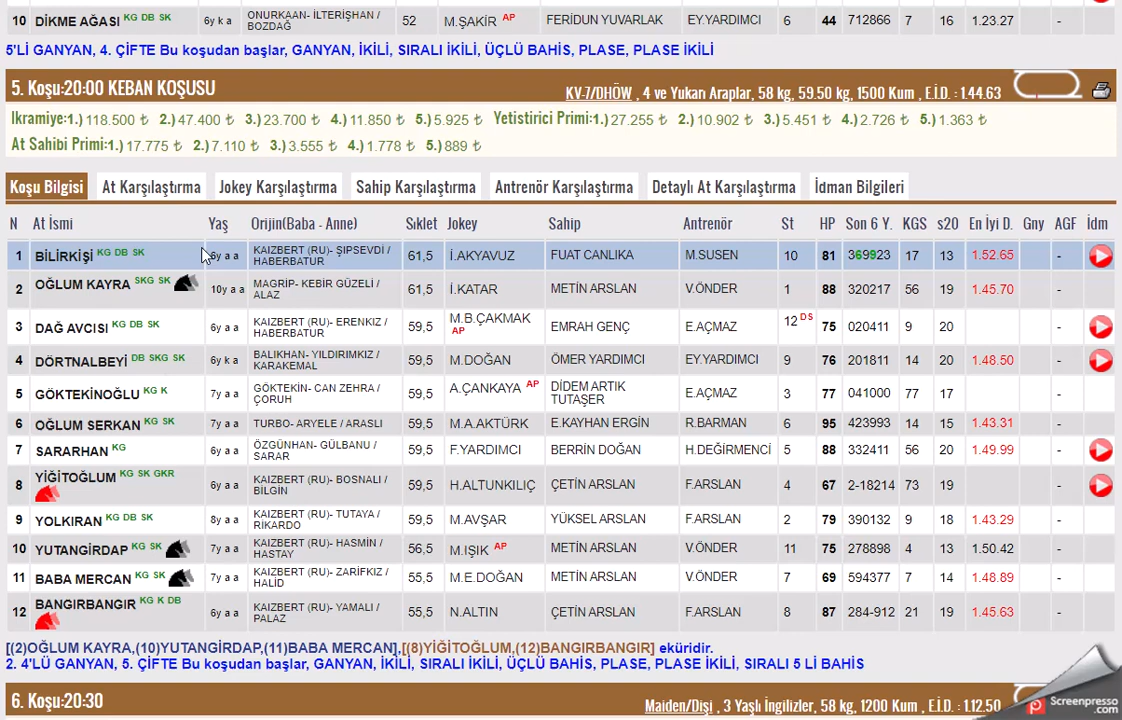 10 DİKME AĞASI KG DB SK 6y k a ONURKAAN- İLTERİŞHAN / BOZDAĞ 52 M.ŞAKİR AP FERİDUN YUVARLAK EY.YARDIMCI 6 44 712866 7 16 1.23.27 -
5'Lİ GANYAN, 4. ÇİFTE Bu koşudan başlar, GANYAN, İKİLİ, SIRALI İKİLİ, ÜÇLÜ BAHİS, PLASE, PLASE İKİLİ
5. Koşu:20:00 KEBAN KOŞUSU KV-7/DHÖW , 4 ve Yukarı Araplar, 58 kg, 59.50 kg, 1500 Kum , E.İ.D. : 1.44.63
Ikramiye:1.) 118.500 ₺ 2.) 47.400 ₺ 3.) 23.700 ₺ 4.) 11.850 ₺ 5.) 5.925 ₺ Yetistirici Primi:1.) 27.255 ₺ 2.) 10.902 ₺ 3.) 5.451 ₺ 4.) 2.726 ₺ 5.) 1.363 ₺
At Sahibi Primi:1.) 17.775 ₺ 2.) 7.110 ₺ 3.) 3.555 ₺ 4.) 1.778 ₺ 5.) 889 ₺
Koşu Bilgisi At Karşılaştırma Jokey Karşılaştırma Sahip Karşılaştırma Antrenör Karşılaştırma Detaylı At Karşılaştırma İdman Bilgileri
N At İsmi Yaş Orijin(Baba - Anne) Sıklet Jokey Sahip Antrenör St HP Son 6 Y. KGS s20 En İyi D. Gny AGF İdm
1 BİLİRKİŞİ KG DB SK 6y a a KAIZBERT (RU)- ŞIPSEVDİ / HABERBATUR 61,5 İ.AKYAVUZ FUAT CANLIKA M.SUSEN 10 81 369923 17 13 1.52.65 -
2 OĞLUM KAYRA SKG SK 10y a a MAGRİP- KEBİR GÜZELİ / ALAZ 61,5 İ.KATAR METİN ARSLAN V.ÖNDER 1 88 320217 56 19 1.45.70 -
3 DAĞ AVCISI KG DB SK 6y a a KAIZBERT (RU)- ERENKIZ / HABERBATUR 59,5 M.B.ÇAKMAK AP EMRAH GENÇ E.AÇMAZ 12 DS 75 020411 9 20 -
4 DÖRTNALBEYİ DB SKG SK 6y k a BALIKHAN- YILDIRIMKIZ / KARAKEMAL 59,5 M.DOĞAN ÖMER YARDIMCI EY.YARDIMCI 9 76 201811 14 20 1.48.50 -
5 GÖKTEKİNOĞLU KG K 7y a a GÖKTEKİN- CAN ZEHRA / ÇORUH 59,5 A.ÇANKAYA AP DİDEM ARTIK TUTAŞER E.AÇMAZ 3 77 041000 77 17 -
6 OĞLUM SERKAN KG SK 7y a a TURBO- ARYELE / ARASLI 59,5 M.A.AKTÜRK E.KAYHAN ERGİN R.BARMAN 6 95 423993 14 15 1.43.31 -
7 SARARHAN KG 6y a a ÖZGÜNHAN- GÜLBANU / SARAR 59,5 F.YARDIMCI BERRİN DOĞAN H.DEĞİRMENCİ 5 88 332411 56 20 1.49.99 -
8 YİĞİTOĞLUM KG SK GKR 6y a a KAIZBERT (RU)- BOSNALI / BİLGİN 59,5 H.ALTUNKILIÇ ÇETİN ARSLAN F.ARSLAN 4 67 2-18214 73 19 -
9 YOLKIRAN KG DB SK 8y a a KAIZBERT (RU)- TUTAYA / RİKARDO 59,5 M.AVŞAR YÜKSEL ARSLAN F.ARSLAN 2 79 390132 9 18 1.43.29 -
10 YUTANGİRDAP KG SK 7y a a KAIZBERT (RU)- HASMİN / HASTAY 56,5 M.IŞIK AP METİN ARSLAN V.ÖNDER 11 75 278898 4 13 1.50.42 -
11 BABA MERCAN KG SK 7y a a KAIZBERT (RU)- ZARİFKIZ / HALİD 55,5 M.E.DOĞAN METİN ARSLAN V.ÖNDER 7 69 594377 7 14 1.48.89 -
12 BANGIRBANGIR KG K DB 6y a a KAIZBERT (RU)- YAMALI / PALAZ 55,5 N.ALTIN ÇETİN ARSLAN F.ARSLAN 8 87 284-912 21 19 1.45.63 -
[(2)OĞLUM KAYRA,(10)YUTANGİRDAP,(11)BABA MERCAN],[(8)YİĞİTOĞLUM,(12)BANGIRBANGIR] eküridir.
2. 4'LÜ GANYAN, 5. ÇİFTE Bu koşudan başlar, GANYAN, İKİLİ, SIRALI İKİLİ, ÜÇLÜ BAHİS, PLASE, PLASE İKİLİ, SIRALI 5 Lİ BAHİS
6. Koşu:20:30 Maiden/Dişi , 3 Yaşlı İngilizler, 58 kg, 1200 Kum , E.İ.D. : 1.12.50
Screenpresso.com